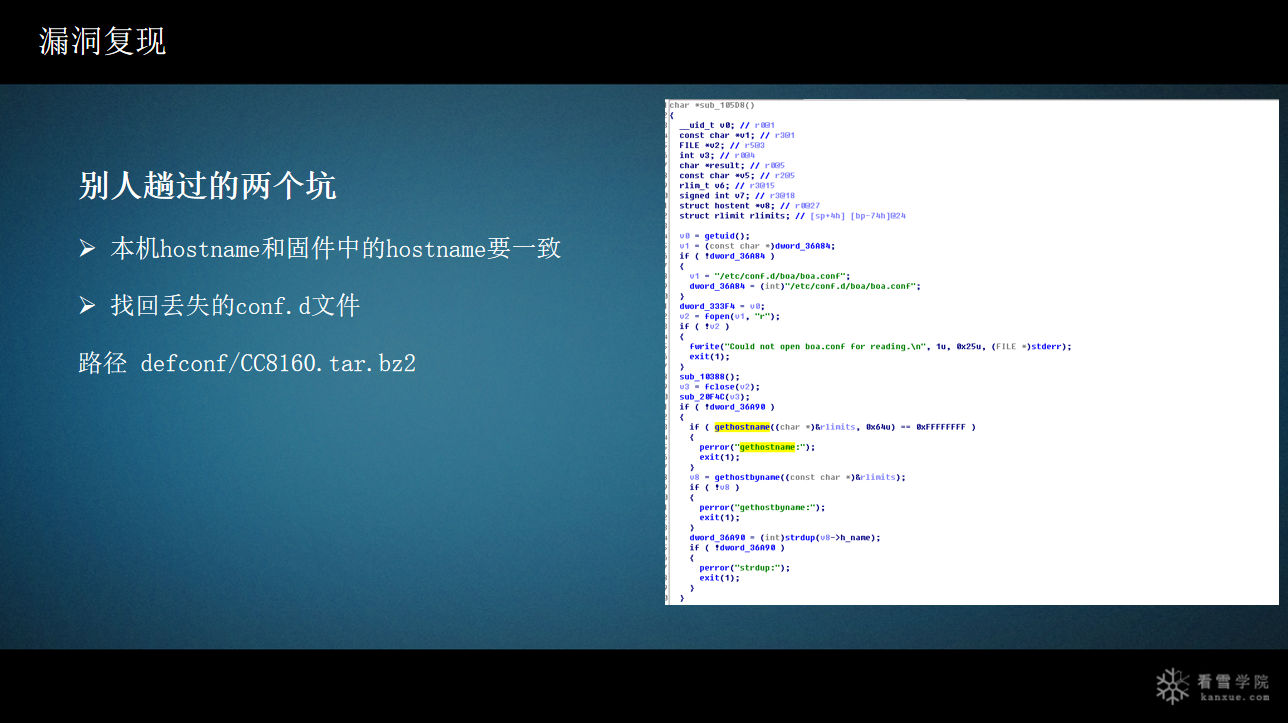 漏洞复现
别人趟过的两个坑
➢ 本机hostname和固件中的hostname要一致
➢ 找回丢失的conf.d文件
路径 defconf/CC8160.tar.bz2
char *sub_105D8()
{
__uid_t v0; // r0@1
const char *v1; // r3@1
FILE *v2; // r5@3
int v3; // r0@4
char *result; // r0@5
const char *v5; // r2@5
rlim_t v6; // r3@15
signed int v7; // r3@18
struct hostent *v8; // r0@27
struct rlimit rlimits; // [sp+4h] [bp-74h]@24
v0 = getuid();
v1 = (const char *)dword_36A84;
if ( !dword_36A84 )
{
v1 = "/etc/conf.d/boa/boa.conf";
dword_36A84 = (int)"/etc/conf.d/boa/boa.conf";
}
dword_333F4 = v0;
v2 = fopen(v1, "r");
if ( !v2 )
{
fwrite("Could not open boa.conf for reading.\n", 1u, 0x25u, (FILE *)stderr);
exit(1);
}
sub_10388();
v3 = fclose(v2);
sub_20F4C(v3);
if ( !dword_36A90 )
{
if ( gethostname((char *)&rlimits, 0x64u) == 0xFFFFFFFF )
{
perror("gethostname:");
exit(1);
}
v8 = gethostbyname((const char *)&rlimits);
if ( !v8 )
{
perror("gethostbyname:");
exit(1);
}
dword_36A90 = (int)strdup(v8->h_name);
if ( !dword_36A90 )
{
perror("strdup:");
exit(1);
}
}
看雪学院
kanxue.com